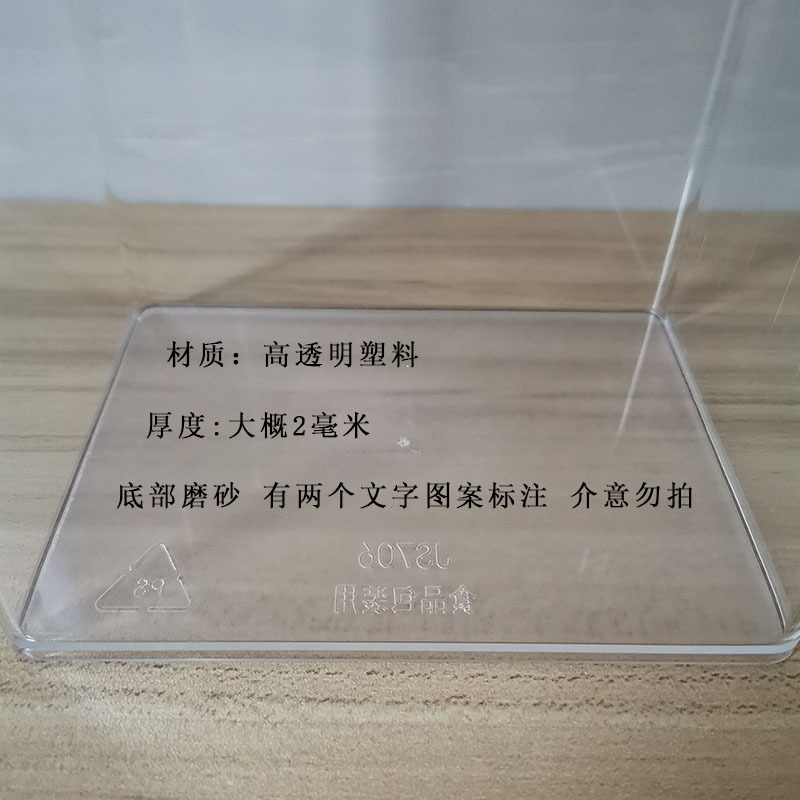 材质：高透明塑料
厚度:大概2毫米
底部磨砂 有两个文字图案标注 介意勿拍
JS706
食品包装用
PS